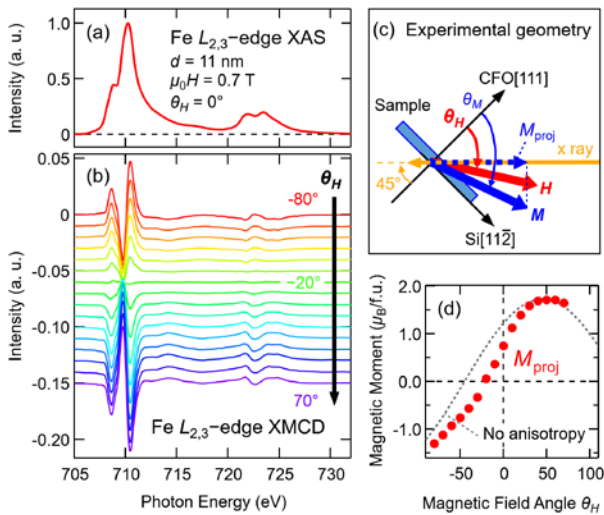 (a)
Fe L2,3-edge XAS
d = 11 nm
μ0H = 0.7 T
θH = 0°
Intensity (a. u.)
1.0
0.5
0
(b)
θH
-80°
−20°
70°
Fe L2,3-edge XMCD
Intensity (a. u.)
0.05
0
-0.05
-0.10
-0.15
-0.20
705
710
715
720
725
730
Photon Energy (eV)
(c) Experimental geometry
CFO[111]
Sample
θM
θH
Mproj
x ray
45°
H
M
Si[112̅]
(d)
Magnetic Moment (μB/f.u.)
2.0
1.0
0.0
-1.0
Mproj
No anisotropy
-50
0
50
100
Magnetic Field Angle θH